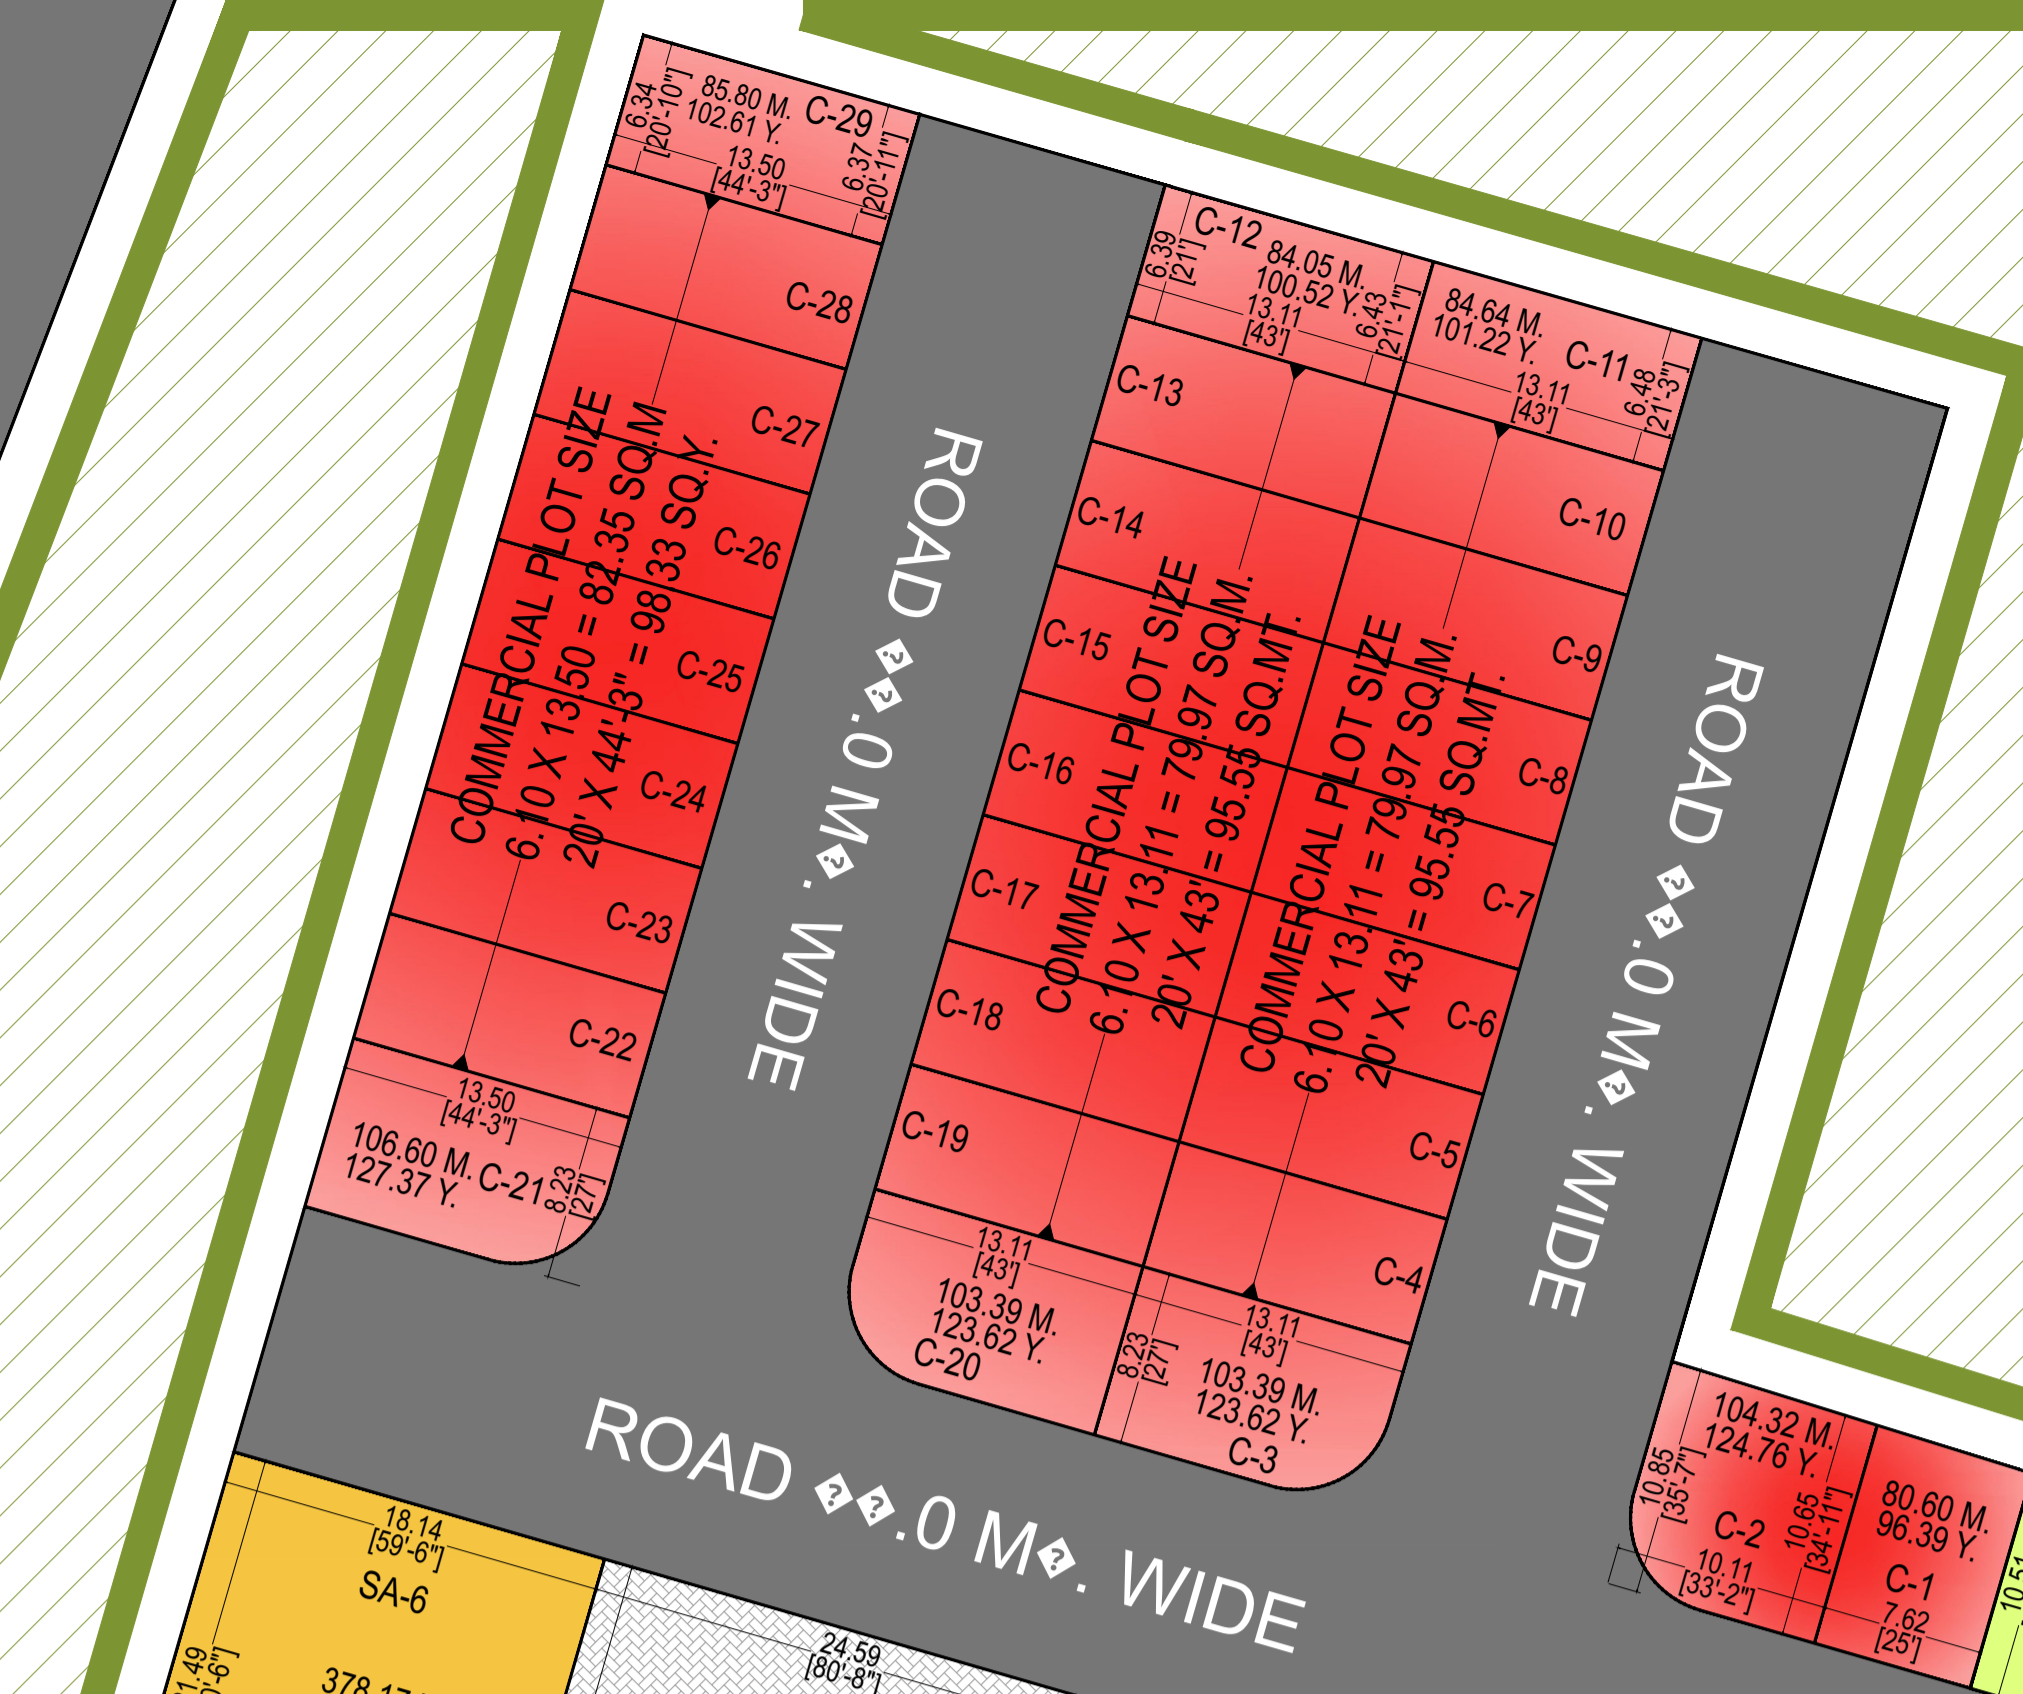 85.80 M.
102.61 Y.
C-29
6.34
[20'-10"]
6.37
[20'-11"]
13.50
[44'-3"]
C-28
C-27
C-26
C-25
C-24
C-23
C-22
COMMERCIAL PLOT SIZE
6.10 X 13.50 = 82.35 SQ.M
20' X 44'-3" = 98.33 SQ.Y.
13.50
[44'-3"]
106.60 M.
127.37 Y.
C-21
8.23
[27']
ROAD ��.0 M�. WIDE
C-12
84.05 M.
100.52 Y.
6.39
[21']
6.43
[21'-1"]
13.11
[43']
84.64 M.
101.22 Y.
C-11
6.48
[21'-3"]
13.11
[43']
C-13
C-14
C-15
C-16
C-17
C-18
C-19
COMMERCIAL PLOT SIZE
6.10 X 13.11 = 79.97 SQ.M.
20' X 43' = 95.55 SQ.MT.
C-10
C-9
C-8
C-7
C-6
C-5
C-4
COMMERCIAL PLOT SIZE
6.10 X 13.11 = 79.97 SQ.M.
20' X 43' = 95.55 SQ.MT.
13.11
[43']
103.39 M.
123.62 Y.
C-20
13.11
[43']
8.23
[27']
103.39 M.
123.62 Y.
C-3
ROAD ��.0 M�. WIDE
ROAD ��.0 M�. WIDE
104.32 M.
124.76 Y.
10.85
[35'-7"]
C-2
10.65
[34'-11"]
10.11
[33'-2"]
80.60 M.
96.39 Y.
C-1
7.62
[25']
10.51
18.14
[59'-6"]
SA-6
24.59
[80'-8"]